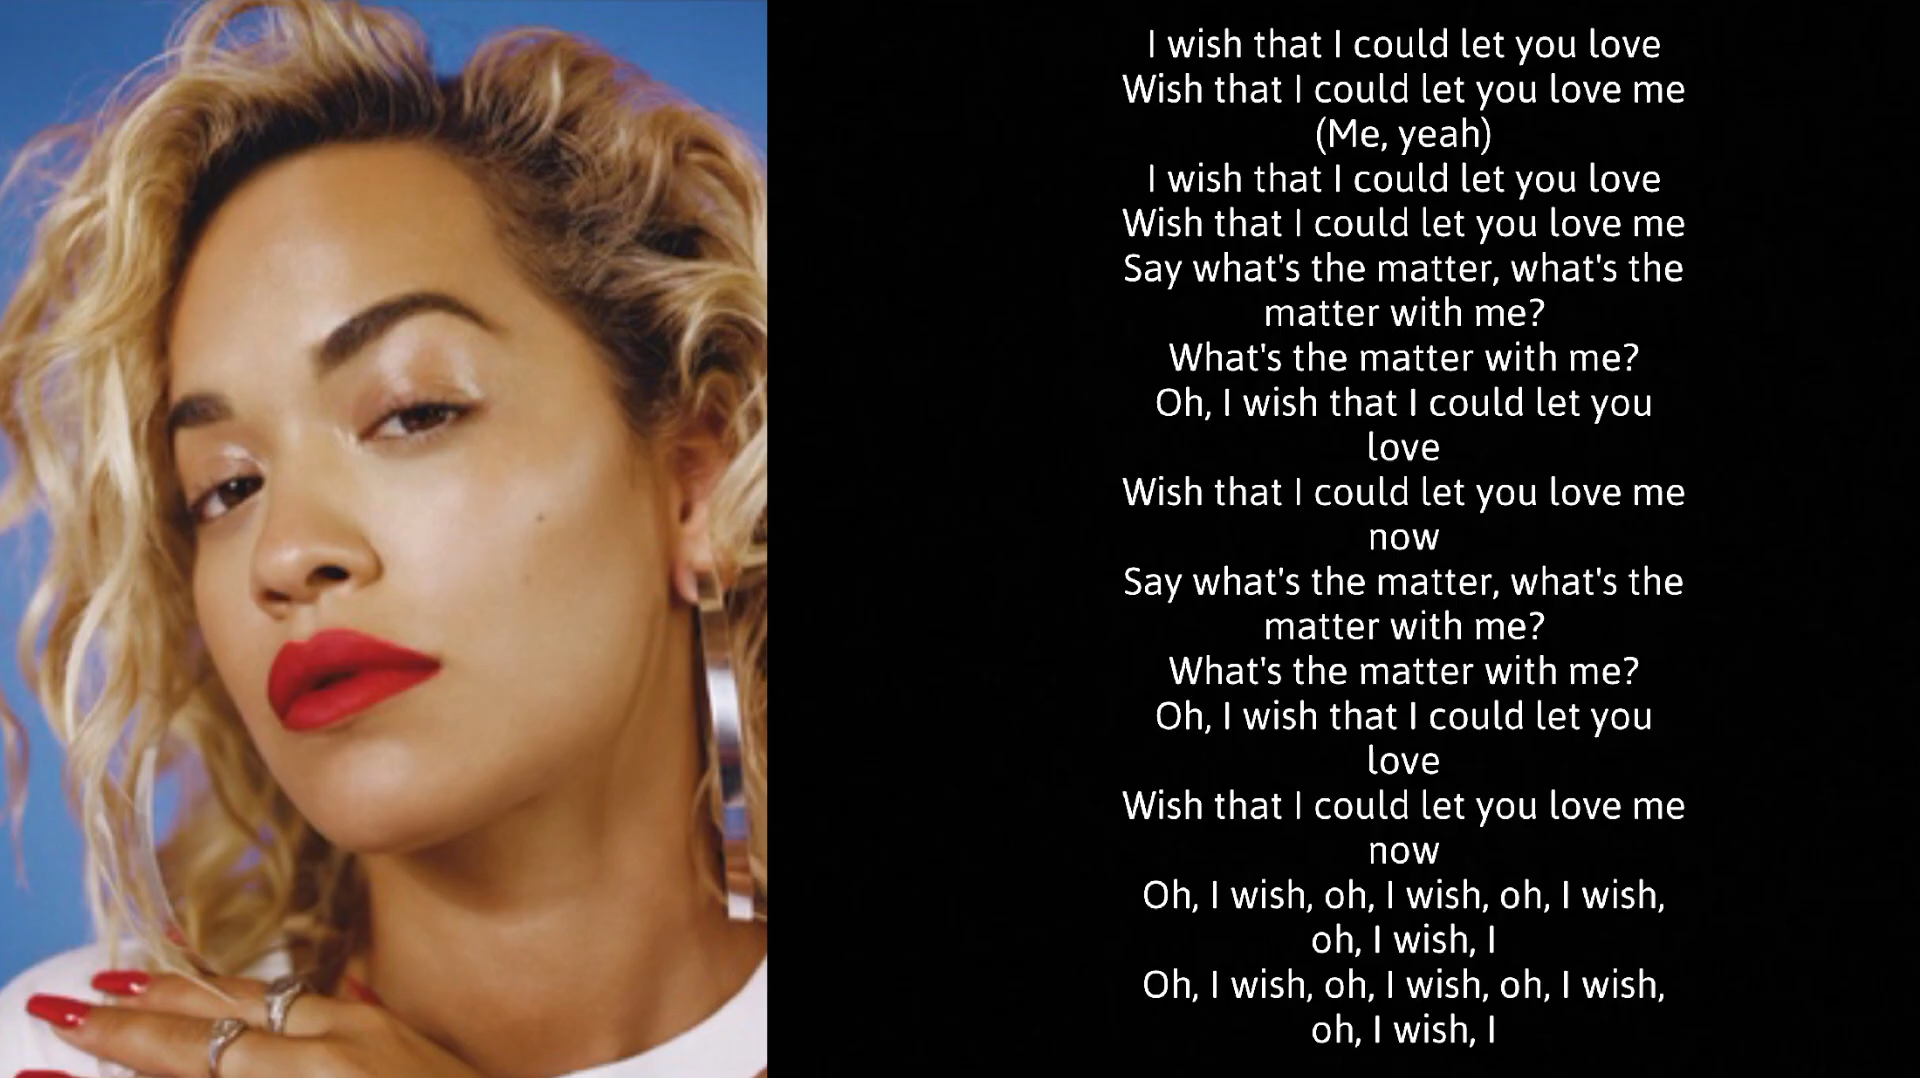 I wish that I could let you love
Wish that I could let you love me
(Me, yeah)
I wish that I could let you love
Wish that I could let you love me
Say what's the matter, what's the
matter with me?
What's the matter with me?
Oh, I wish that I could let you
love
Wish that I could let you love me
now
Say what's the matter, what's the
matter with me?
What's the matter with me?
Oh, I wish that I could let you
love
Wish that I could let you love me
now
Oh, I wish, oh, I wish, oh, I wish,
oh, I wish, I
Oh, I wish, oh, I wish, oh, I wish,
oh, I wish, I